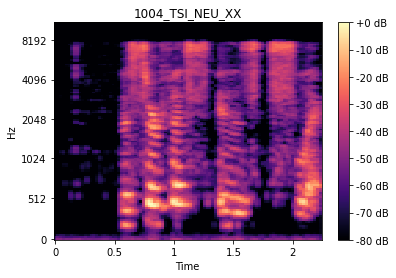 1004_TSI_NEU_XX
+0 dB
8192
-10 dB
4096
-20 dB
-30 dB
2048
Hz
-40 dB
1024
-50 dB
512
-60 dB
-70 dB
0
-80 dB
0
0.5
1
1.5
2
Time